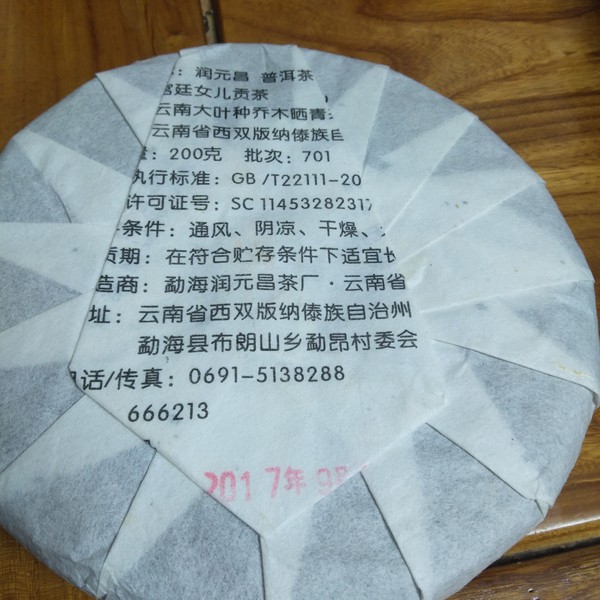 ：润元昌 普洱茶
宫廷女儿贡茶
云南大叶种乔木晒青
云南省西双版纳傣族自
量：200克 批次：701
执行标准：GB/T22111-20
许可证号：SC 11453282317
条件：通风、阴凉、干燥、
质期：在符合贮存条件下适宜长
造商：勐海润元昌茶厂·云南省
址：云南省西双版纳傣族自治州
勐海县布朗山乡勐昂村委会
电话/传真：0691-5138288
666213
2017年9